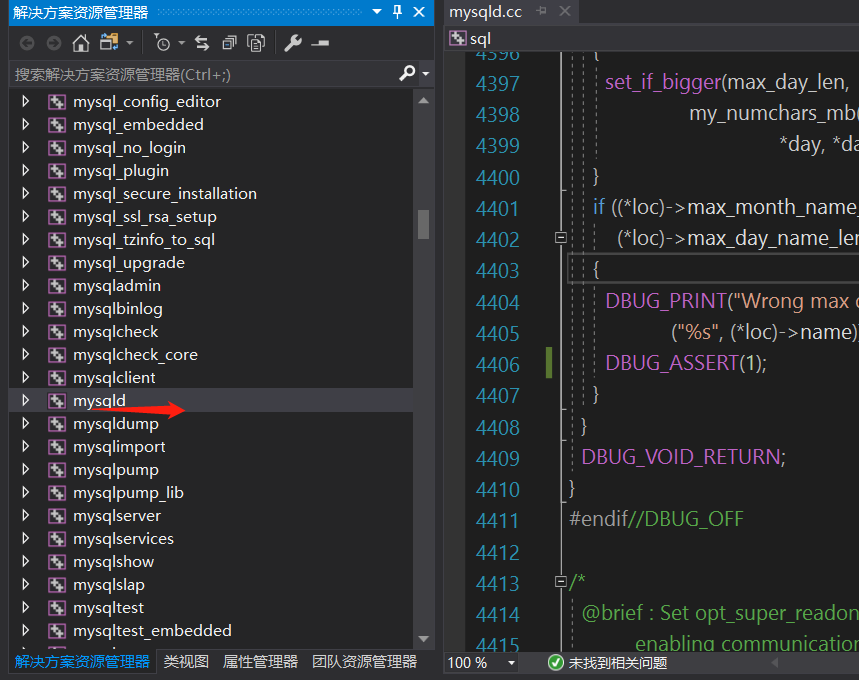 解决方案资源管理器
搜索解决方案资源管理器(Ctrl+;)
mysql_config_editor
mysql_embedded
mysql_no_login
mysql_plugin
mysql_secure_installation
mysql_ssl_rsa_setup
mysql_tzinfo_to_sql
mysql_upgrade
mysqladmin
mysqlbinlog
mysqlcheck
mysqlcheck_core
mysqlclient
mysqld
mysqldump
mysqlimport
mysqlpump
mysqlpump_lib
mysqlserver
mysqlservices
mysqlshow
mysqlslap
mysqltest
mysqltest_embedded
解决方案资源管理器 类视图 属性管理器 团队资源管理器
mysqld.cc
sql
4396 {
4397 set_if_bigger(max_day_len,
4398 my_numchars_mb(
4399 *day, *da
4400 }
4401 if ((*loc)->max_month_name_
4402 (*loc)->max_day_name_len
4403 {
4404 DBUG_PRINT("Wrong max
4405 ("%s", (*loc)->name))
4406 DBUG_ASSERT(1);
4407 }
4408 }
4409 DBUG_VOID_RETURN;
4410 }
4411 #endif//DBUG_OFF
4412
4413 /*
4414 @brief : Set opt_super_readon
4415 enabling communication
100 % 未找到相关问题